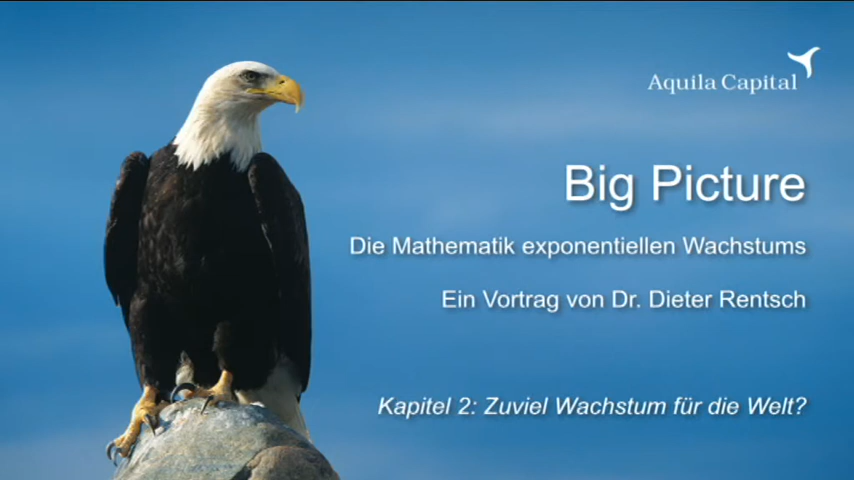 Aquila Capital
Big Picture
Die Mathematik exponentiellen Wachstums
Ein Vortrag von Dr. Dieter Rentsch
Kapitel 2: Zuviel Wachstum für die Welt?